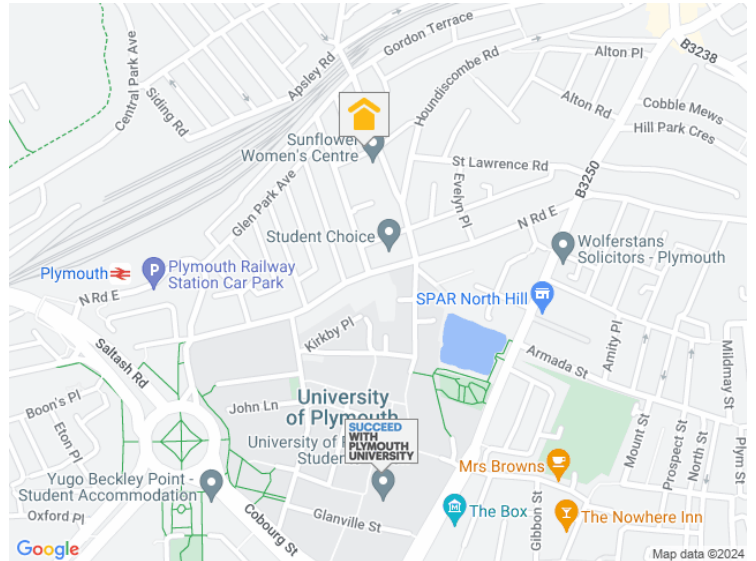 Gordon Terrace
Alton Pl
B3238
Apsley Rd
Central Park Ave
Siding Rd
Houndiscombe Rd
Alton Rd
Cobble Mews
Hill Park Cres
Sunflower
Women's Centre
St Lawrence Rd
Evelyn Pl
B3250
Glen Park Ave
N Rd E
Student Choice
Wolferstans
Solicitors - Plymouth
Plymouth
P
Plymouth Railway
Station Car Park
N Rd E
SPAR North Hill
Kirkby Pl
Saltash Rd
Armada St
Amity Pl
Mildmay St
University
of Plymouth
John Ln
Boon's Pl
Eton Pl
SUCCEED
WITH
PLYMOUTH
UNIVERSITY
University of
Student
Mount St
Prospect St
North St
Plym St
Yugo Beckley Point -
Student Accommodation
Mrs Browns
Oxford Pl
Cobourg St
Glanville St
The Box
Gibbon St
The Nowhere Inn
Google
Map data ©2024